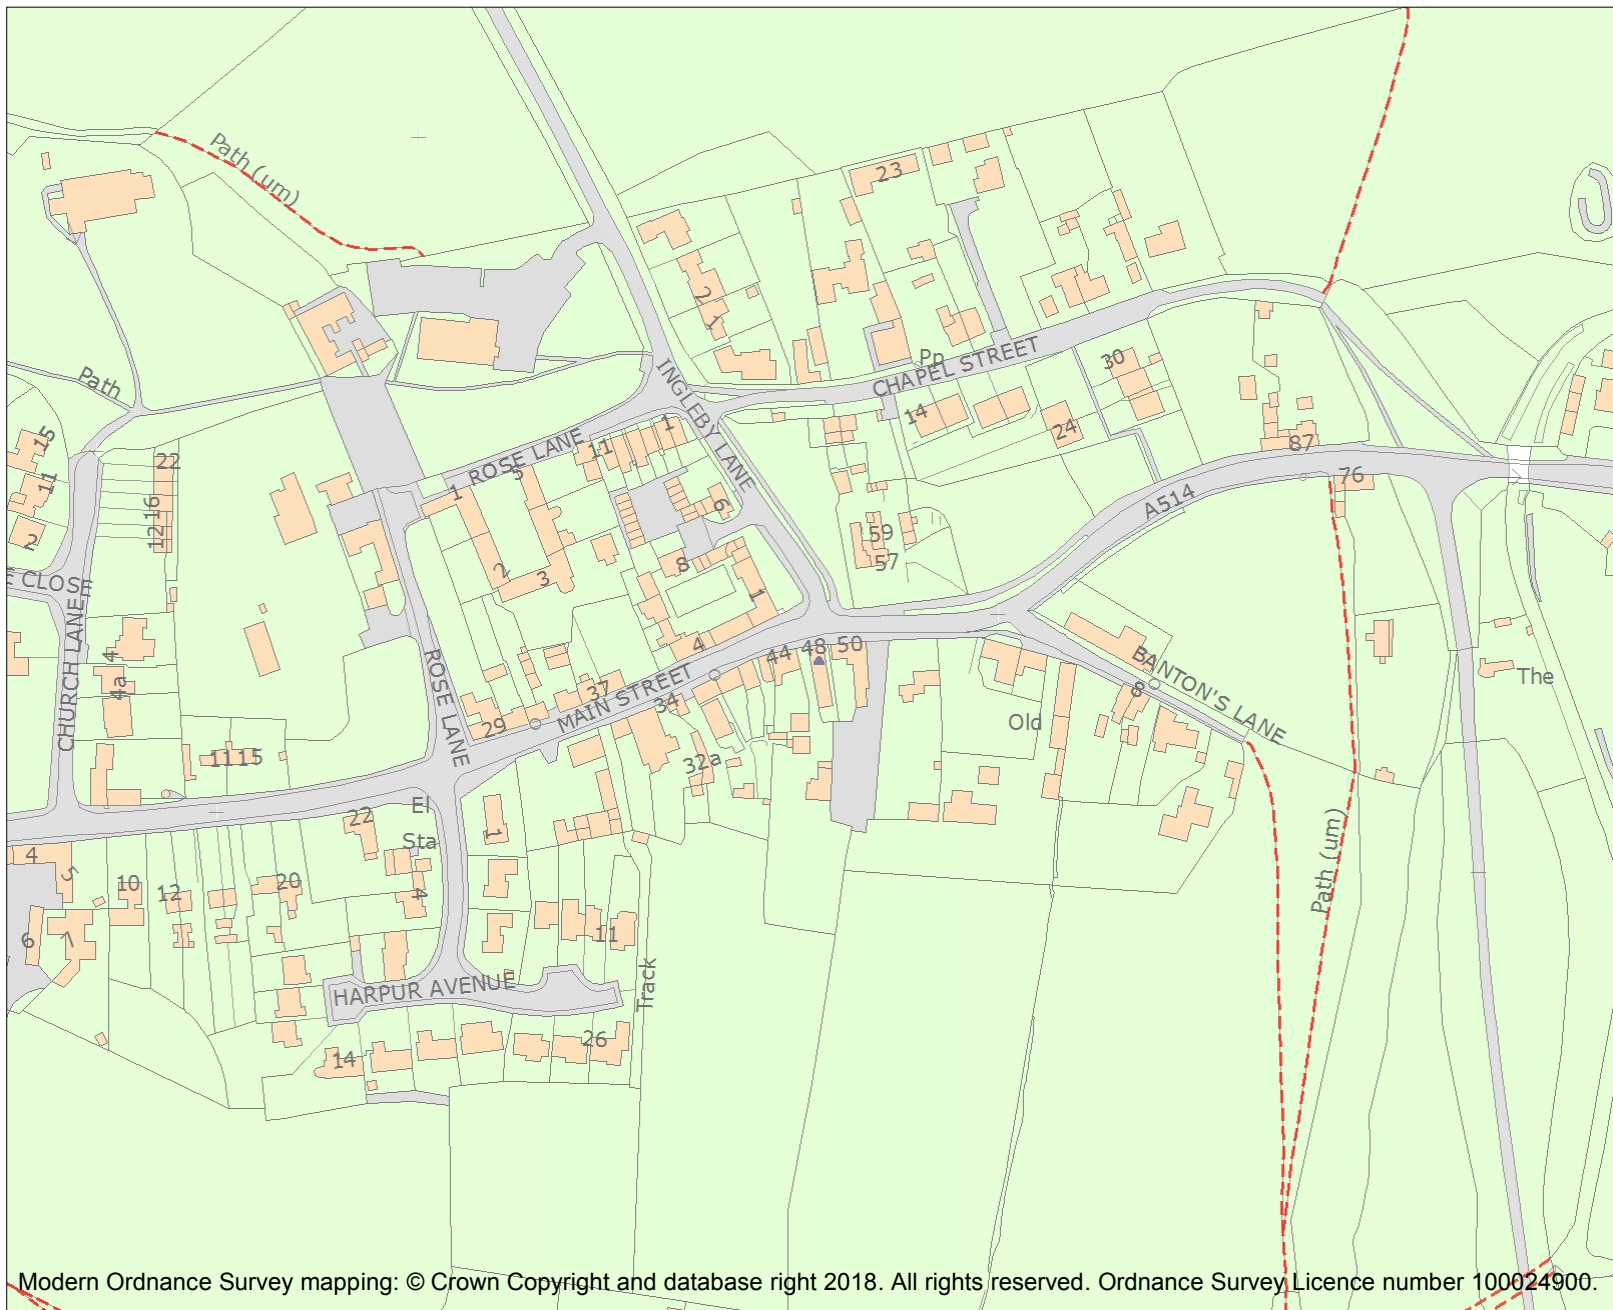 Path (um)
23
2
1
Pp
CHAPEL STREET
30
Path
INGLEBY LANE
14
24
15
11
22
16
12
2
1
ROSE LANE
5
11
1
87
76
A514
6
59
57
2
3
8
1
E CLOSE
CHURCH LANE
4
4a
ROSE LANE
4
44
48
50
BANTON'S LANE
8
The
37
MAIN STREET
34
29
Old
32a
1115
22
El
Sta
1
Path (um)
4
5
10
12
20
4
6
7
11
HARPUR AVENUE
Track
14
26
Modern Ordnance Survey mapping: © Crown Copyright and database right 2018. All rights reserved. Ordnance Survey Licence number 100024900.